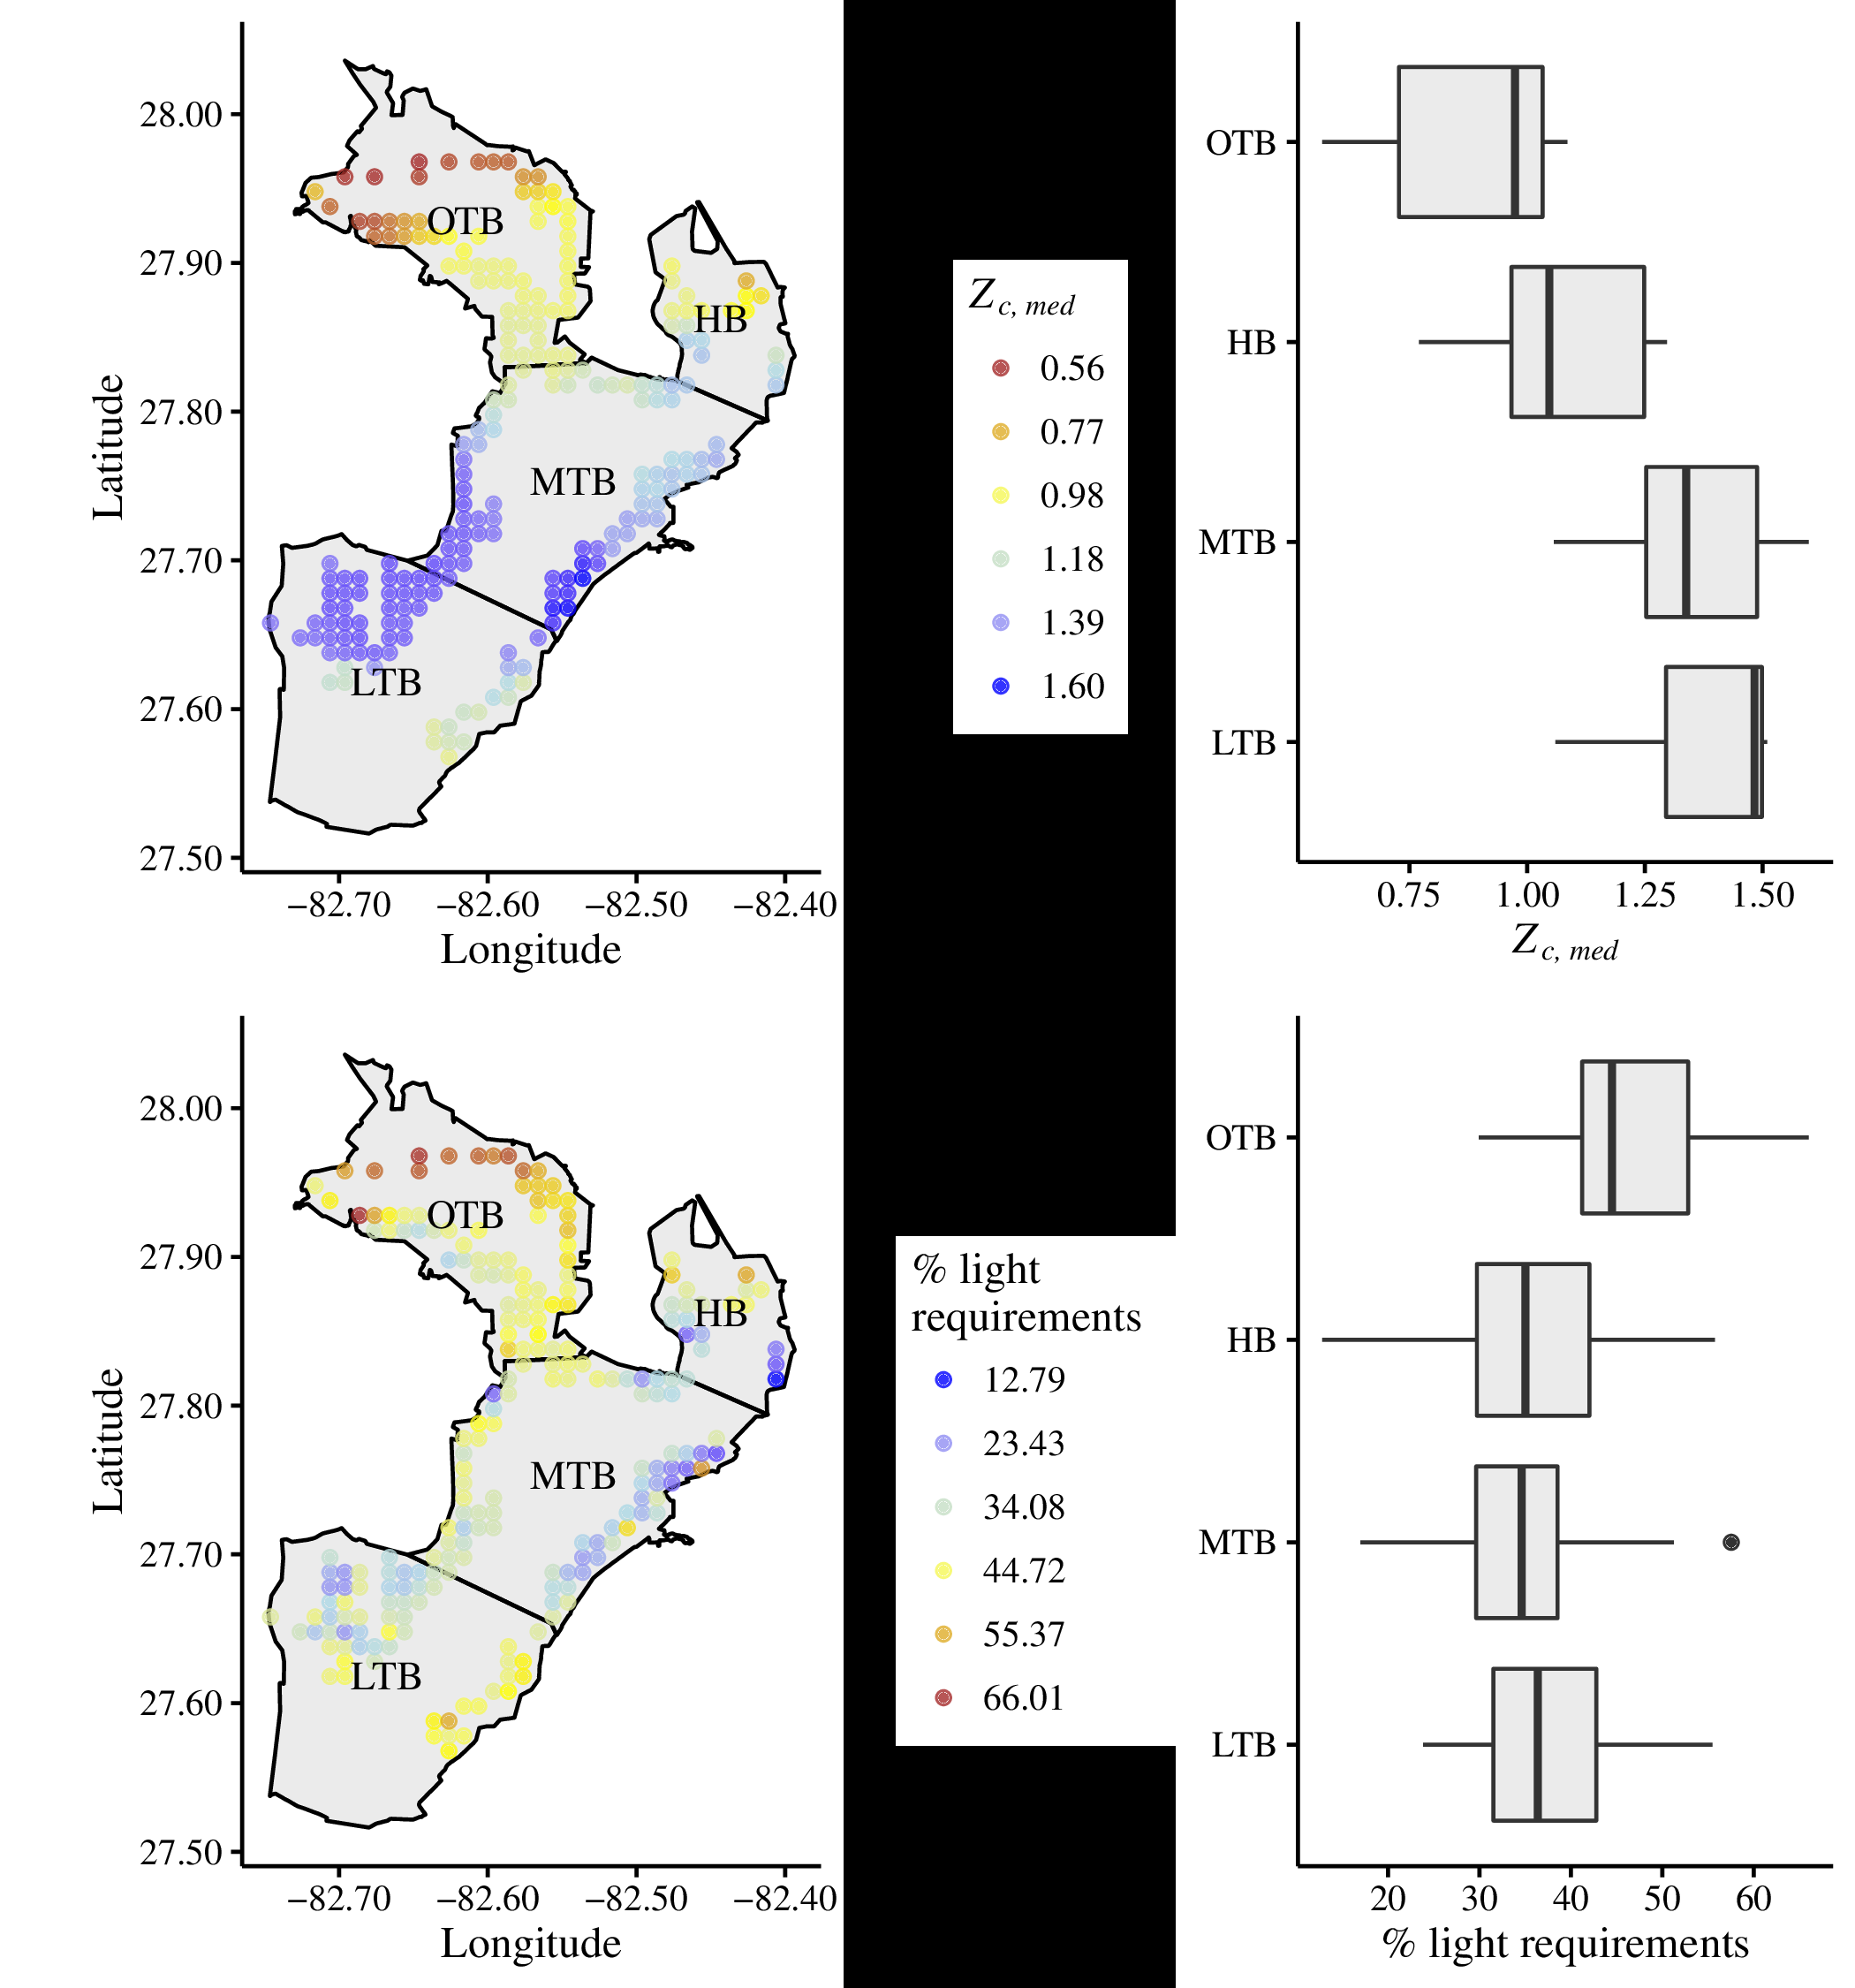 28.00
27.90
27.80
27.70
27.60
27.50
Latitude
OTB
HB
MTB
LTB
−82.70 −82.60 −82.50 −82.40
Longitude
Zc, med
0.56
0.77
0.98
1.18
1.39
1.60
OTB
HB
MTB
LTB
0.75 1.00 1.25 1.50
Zc, med
28.00
27.90
27.80
27.70
27.60
27.50
Latitude
OTB
HB
MTB
LTB
−82.70 −82.60 −82.50 −82.40
Longitude
% light
requirements
12.79
23.43
34.08
44.72
55.37
66.01
OTB
HB
MTB
LTB
20 30 40 50 60
% light requirements